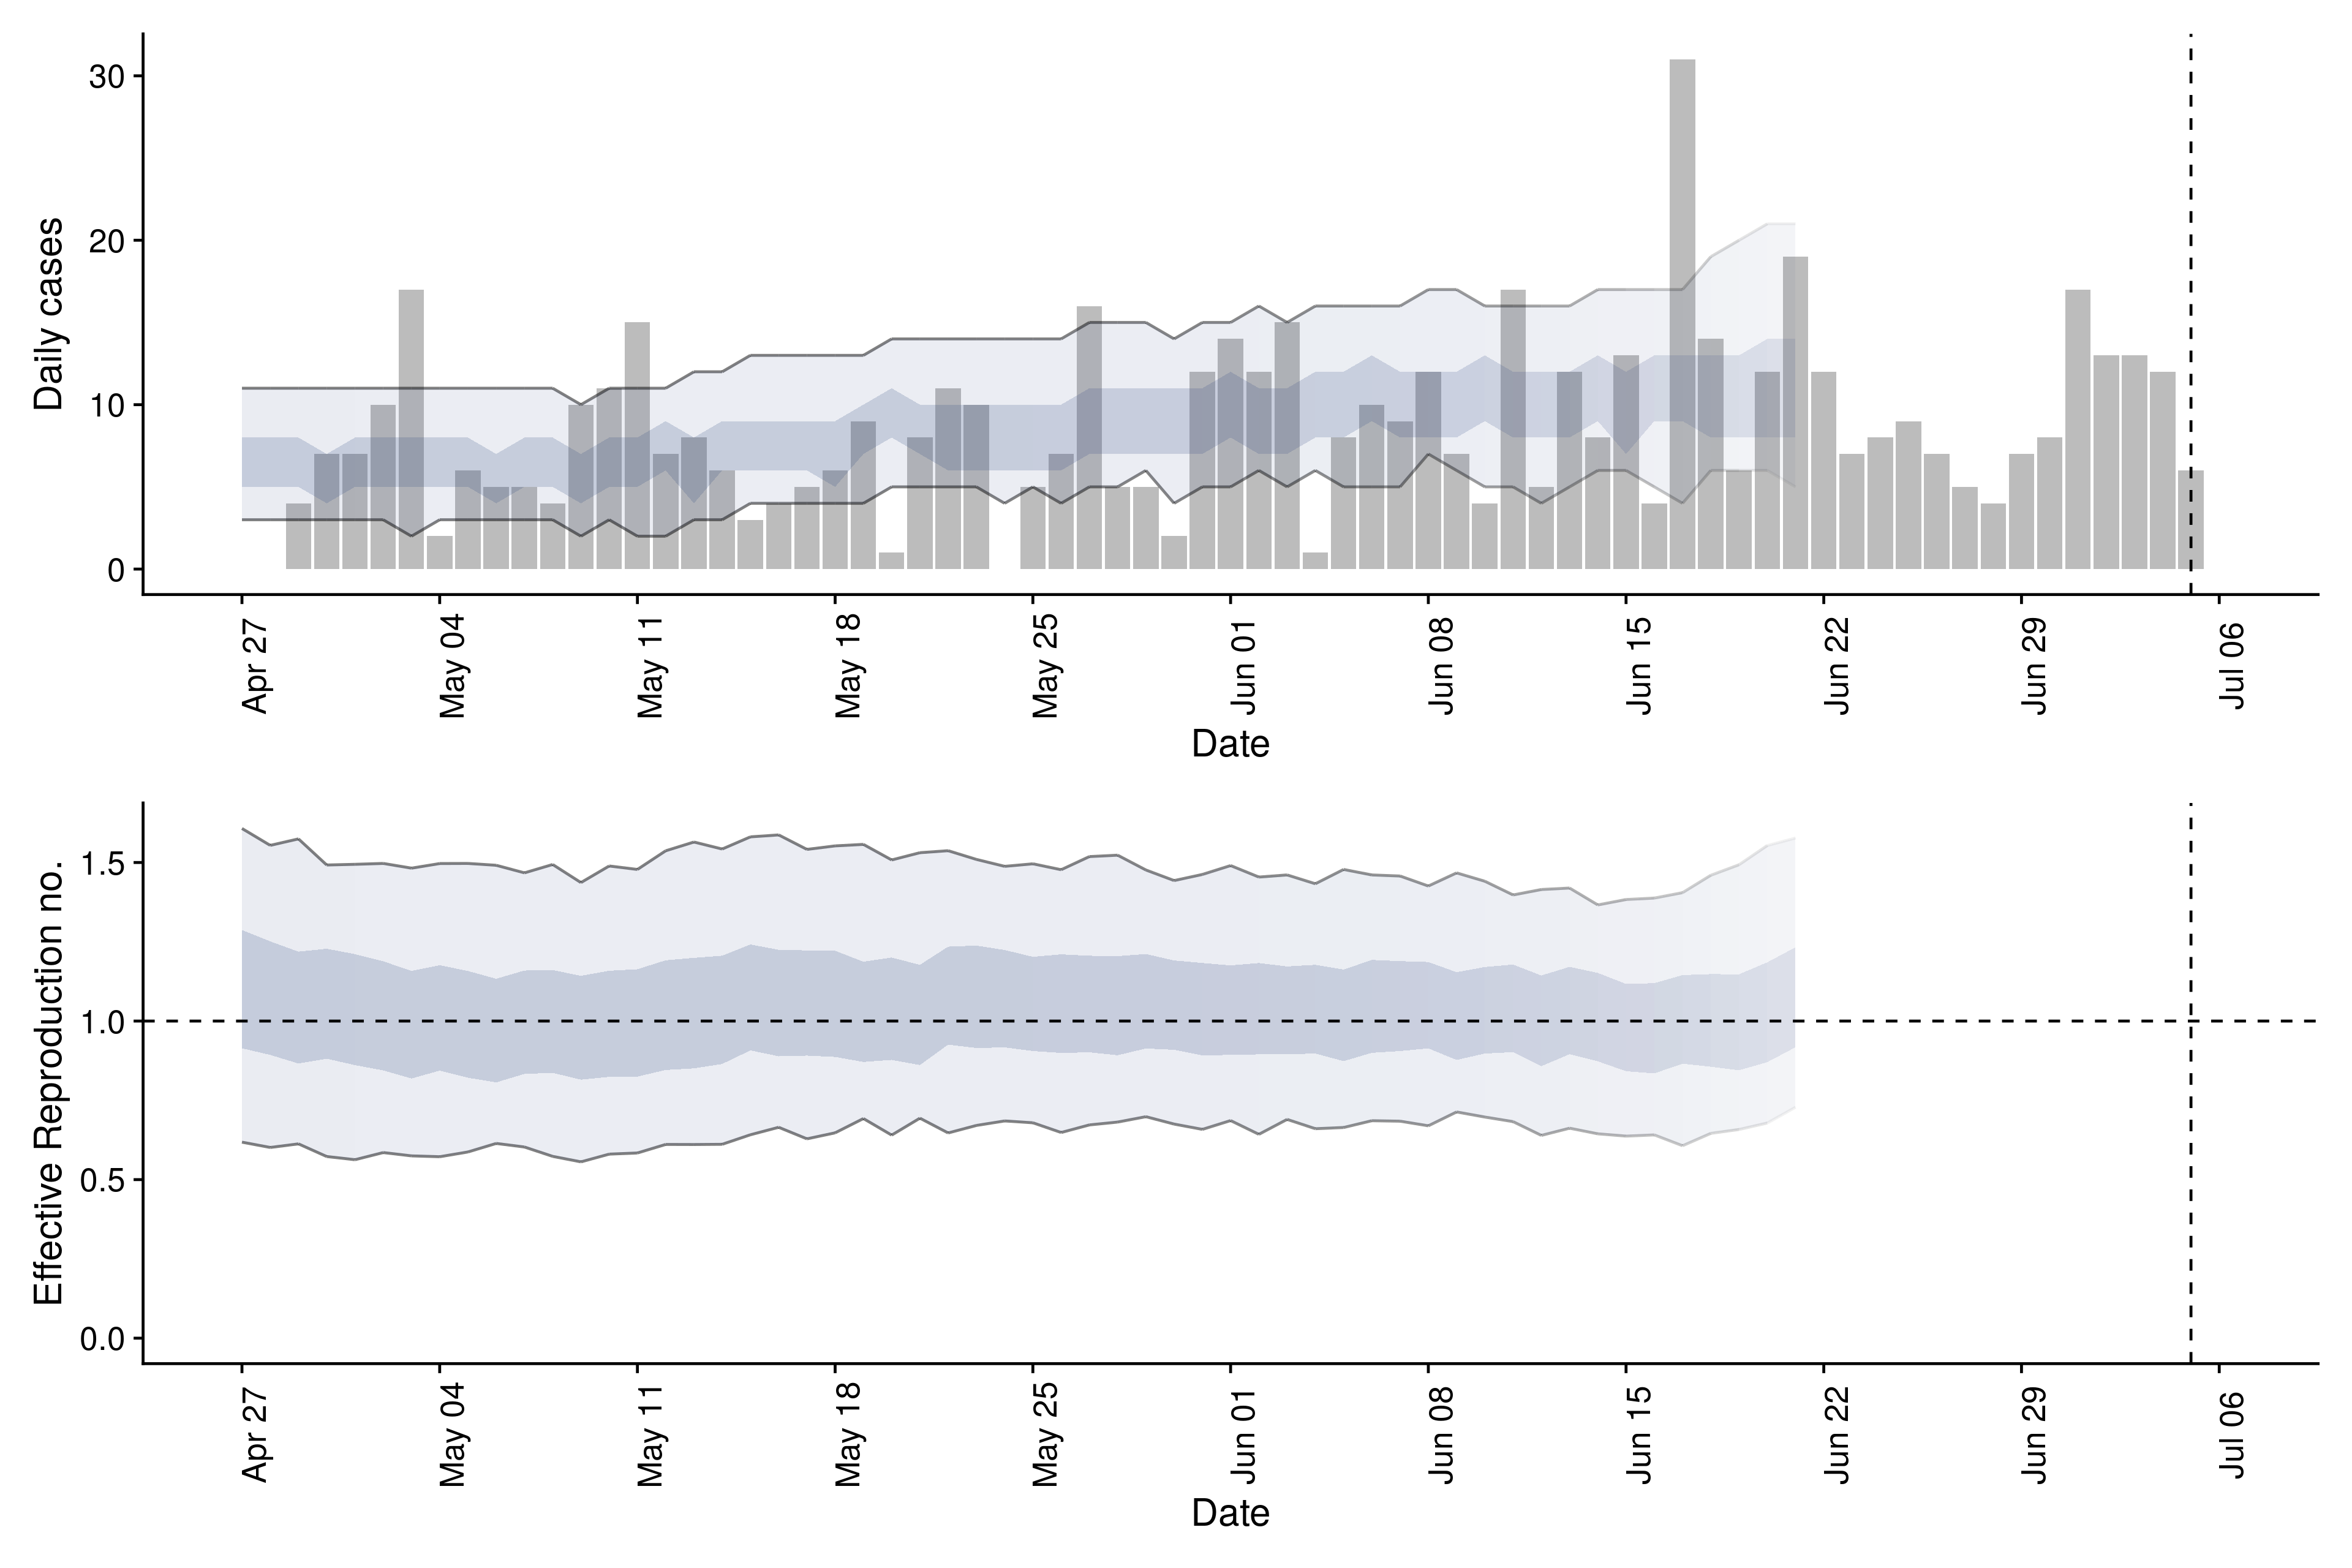 Daily cases
30
20
10
0
Apr 27
May 04
May 11
May 18
May 25
Jun 01
Jun 08
Jun 15
Jun 22
Jun 29
Jul 06
Date
Effective Reproduction no.
1.5
1.0
0.5
0.0
Apr 27
May 04
May 11
May 18
May 25
Jun 01
Jun 08
Jun 15
Jun 22
Jun 29
Jul 06
Date